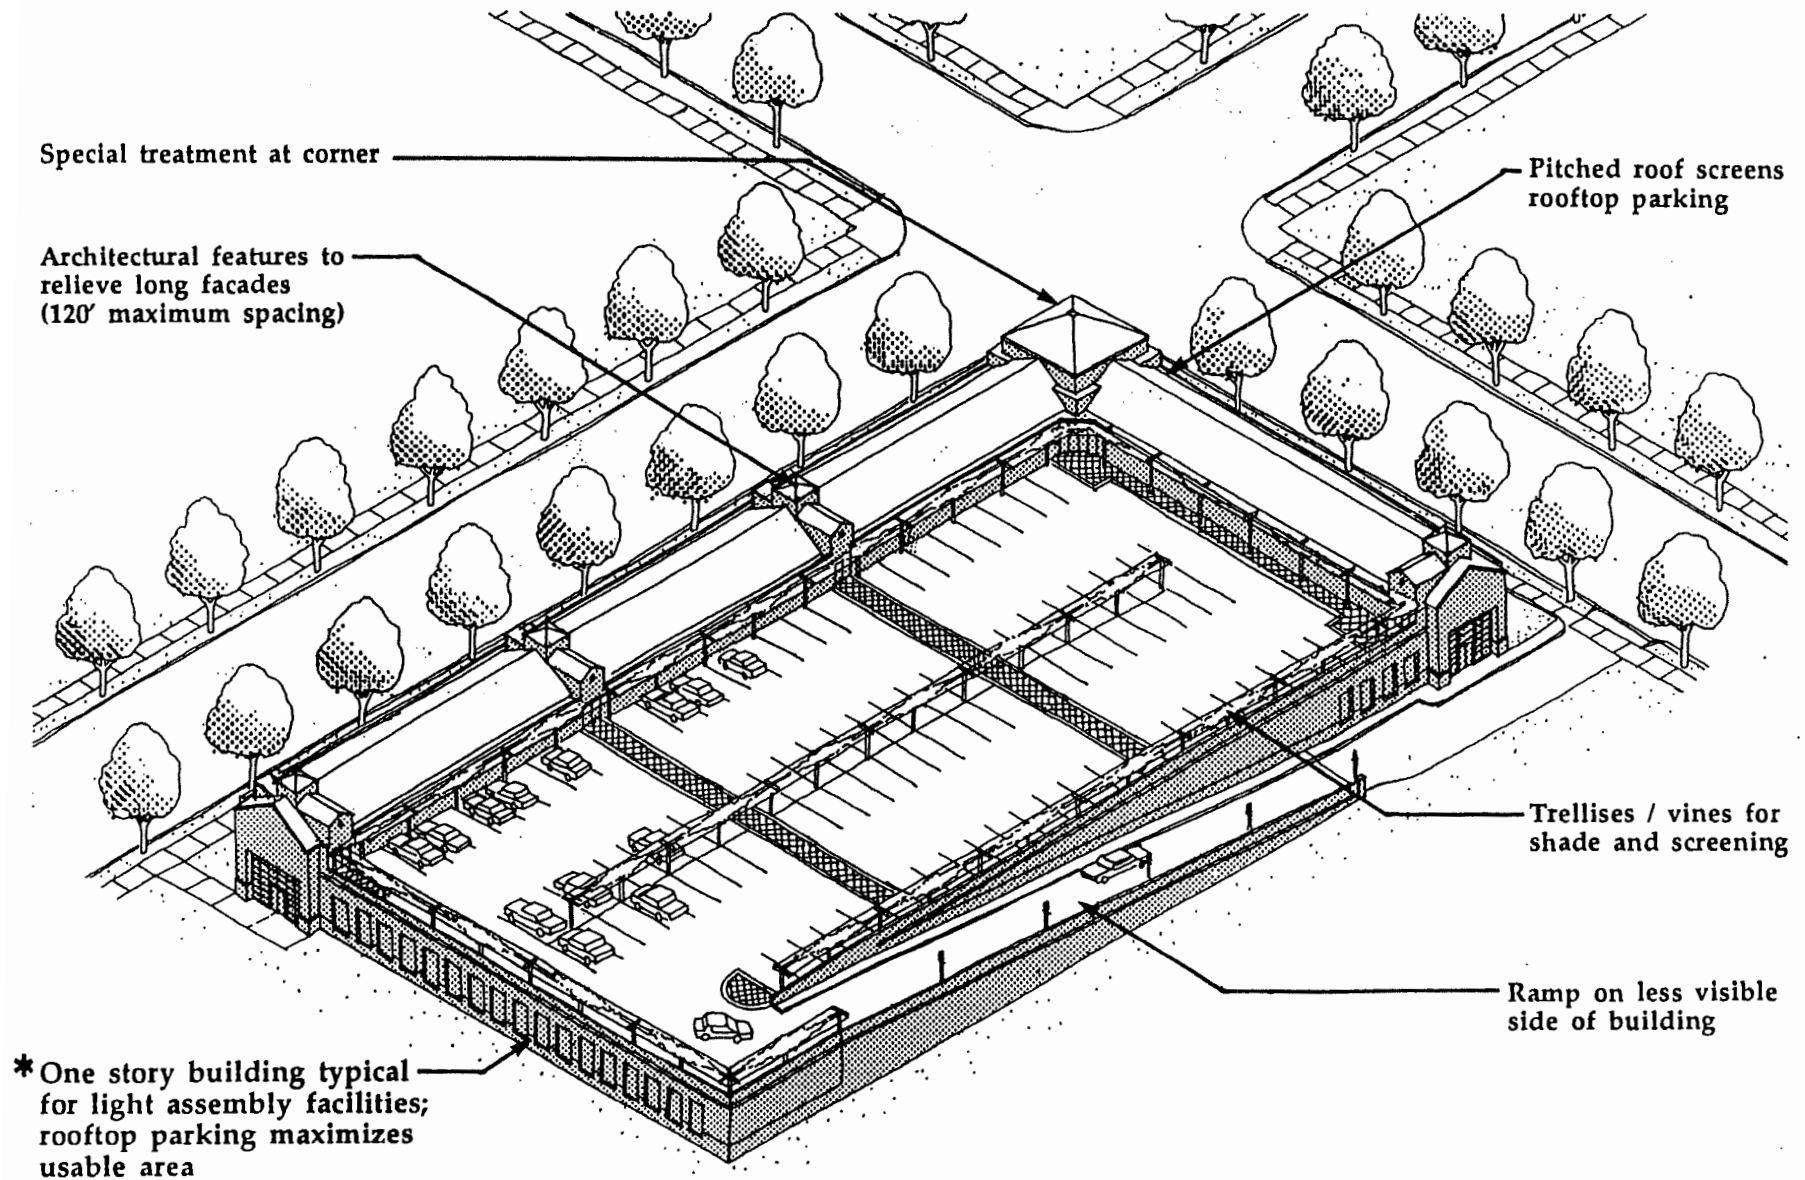 Special treatment at corner
Pitched roof screens
rooftop parking
Architectural features to
relieve long facades
(120' maximum spacing)
Trellises / vines for
shade and screening
Ramp on less visible
side of building
* One story building typical
for light assembly facilities;
rooftop parking maximizes
usable area